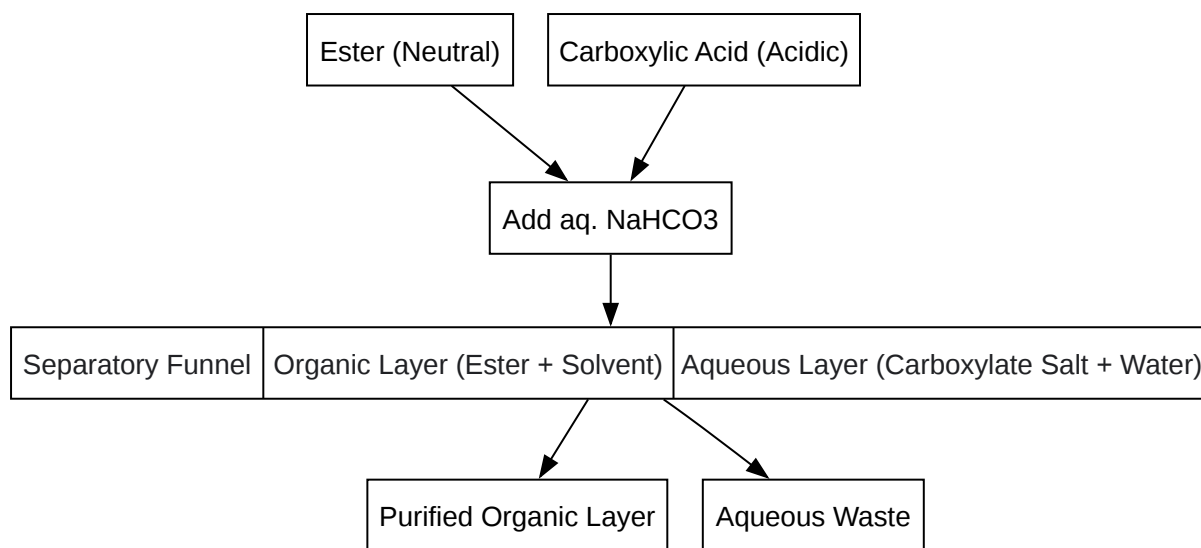 Ester (Neutral)
Carboxylic Acid (Acidic)
Add aq. NaHCO3
Separatory Funnel
Organic Layer (Ester + Solvent)
Aqueous Layer (Carboxylate Salt + Water)
Purified Organic Layer
Aqueous Waste